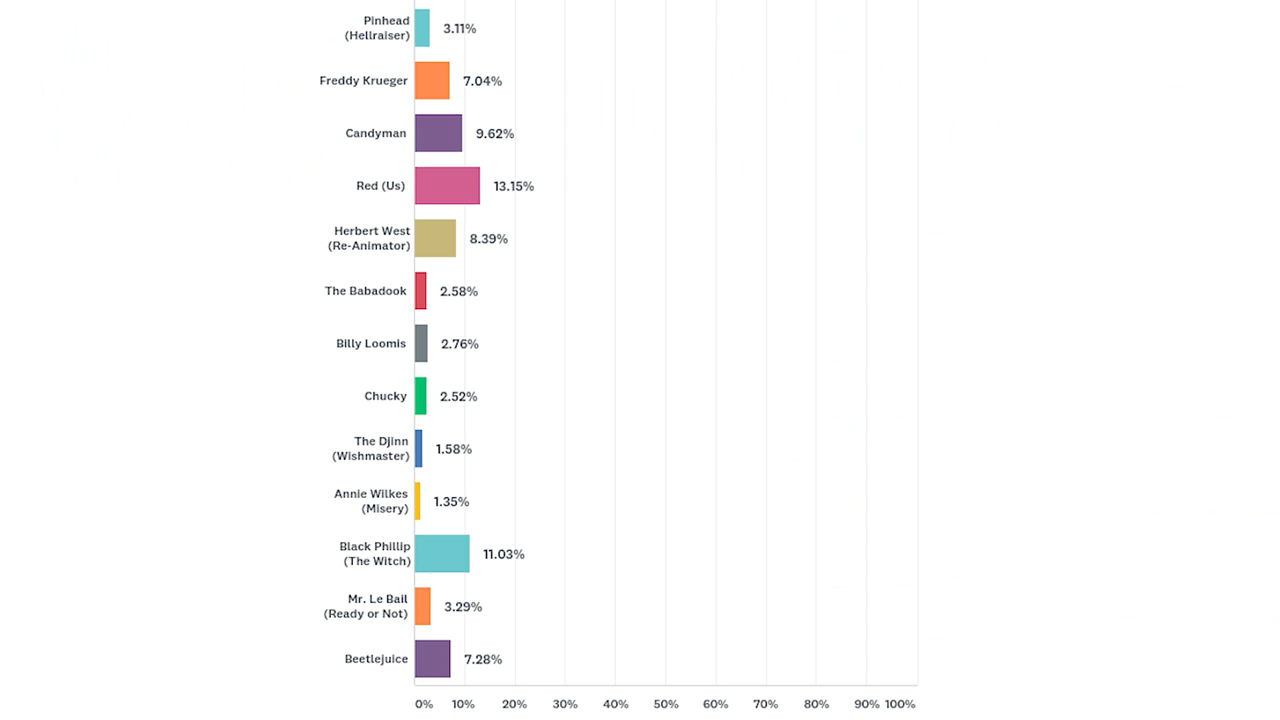 Pinhead
(Hellraiser)
3.11%
Freddy Krueger
7.04%
Candyman
9.62%
Red (Us)
13.15%
Herbert West
(Re-Animator)
8.39%
The Babadook
2.58%
Billy Loomis
2.76%
Chucky
2.52%
The Djinn
(Wishmaster)
1.58%
Annie Wilkes
(Misery)
1.35%
Black Phillip
(The Witch)
11.03%
Mr. Le Bail
(Ready or Not)
3.29%
Beetlejuice
7.28%
0% 10% 20% 30% 40% 50% 60% 70% 80% 90% 100%